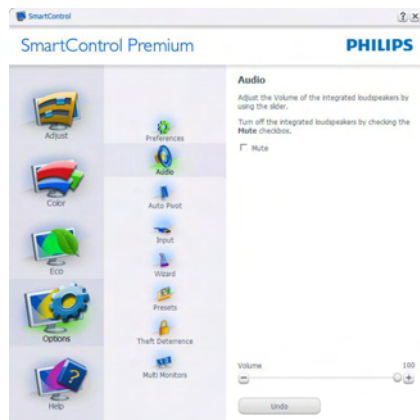 SmartControl
SmartControl Premium
PHILIPS
Adjust
Color
Eco
Options
Help
Preferences
Audio
Auto Pivot
Input
Wizard
Presets
Theft Deterrence
Multi Monitors
Audio
Adjust the Volume of the integrated loudspeakers by
using the slider.
Turn off the integrated loudspeakers by checking the
Mute checkbox.
Mute
Volume 100
Undo